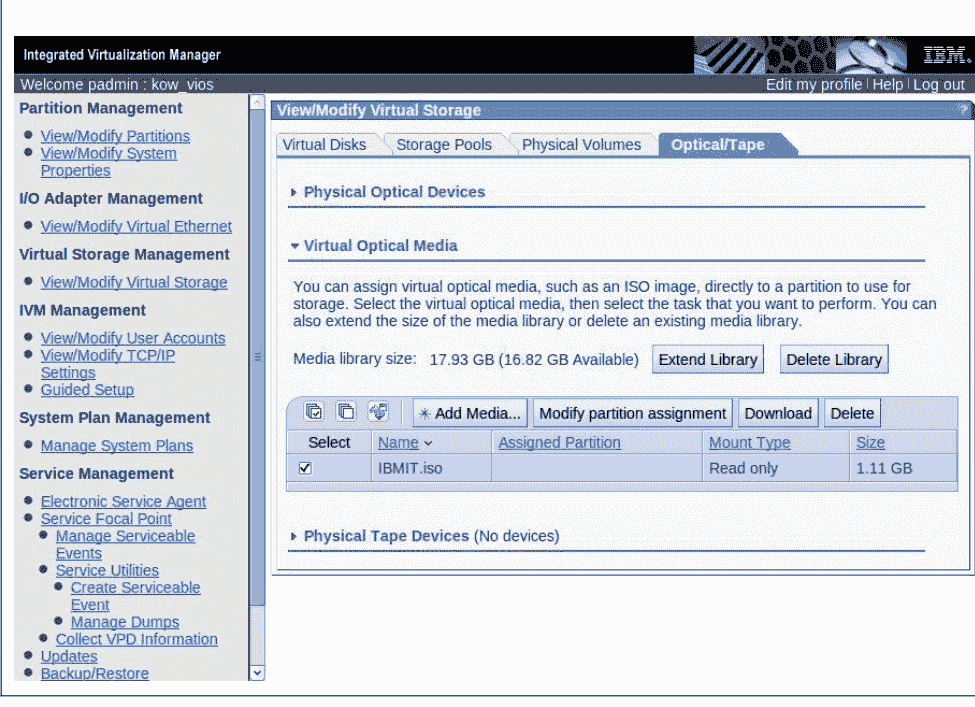 Integrated Virtualization Manager
IBM.
Welcome padmin : kow_vios
Edit my profile | Help | Log out
Partition Management
View/Modify Partitions
View/Modify System
Properties
I/O Adapter Management
View/Modify Virtual Ethernet
Virtual Storage Management
View/Modify Virtual Storage
IVM Management
View/Modify User Accounts
View/Modify TCP/IP
Settings
Guided Setup
System Plan Management
Manage System Plans
Service Management
Electronic Service Agent
Service Focal Point
Manage Serviceable
Events
Service Utilities
Create Serviceable
Event
Manage Dumps
Collect VPD Information
Updates
Backup/Restore
View/Modify Virtual Storage
?
Virtual Disks Storage Pools Physical Volumes Optical/Tape
Physical Optical Devices
Virtual Optical Media
You can assign virtual optical media, such as an ISO image, directly to a partition to use for
storage. Select the virtual optical media, then select the task that you want to perform. You can
also extend the size of the media library or delete an existing media library.
Media library size: 17.93 GB (16.82 GB Available) Extend Library Delete Library
Add Media... Modify partition assignment Download Delete
Select Name Assigned Partition Mount Type Size
IBMIT.iso Read only 1.11 GB
Physical Tape Devices (No devices)